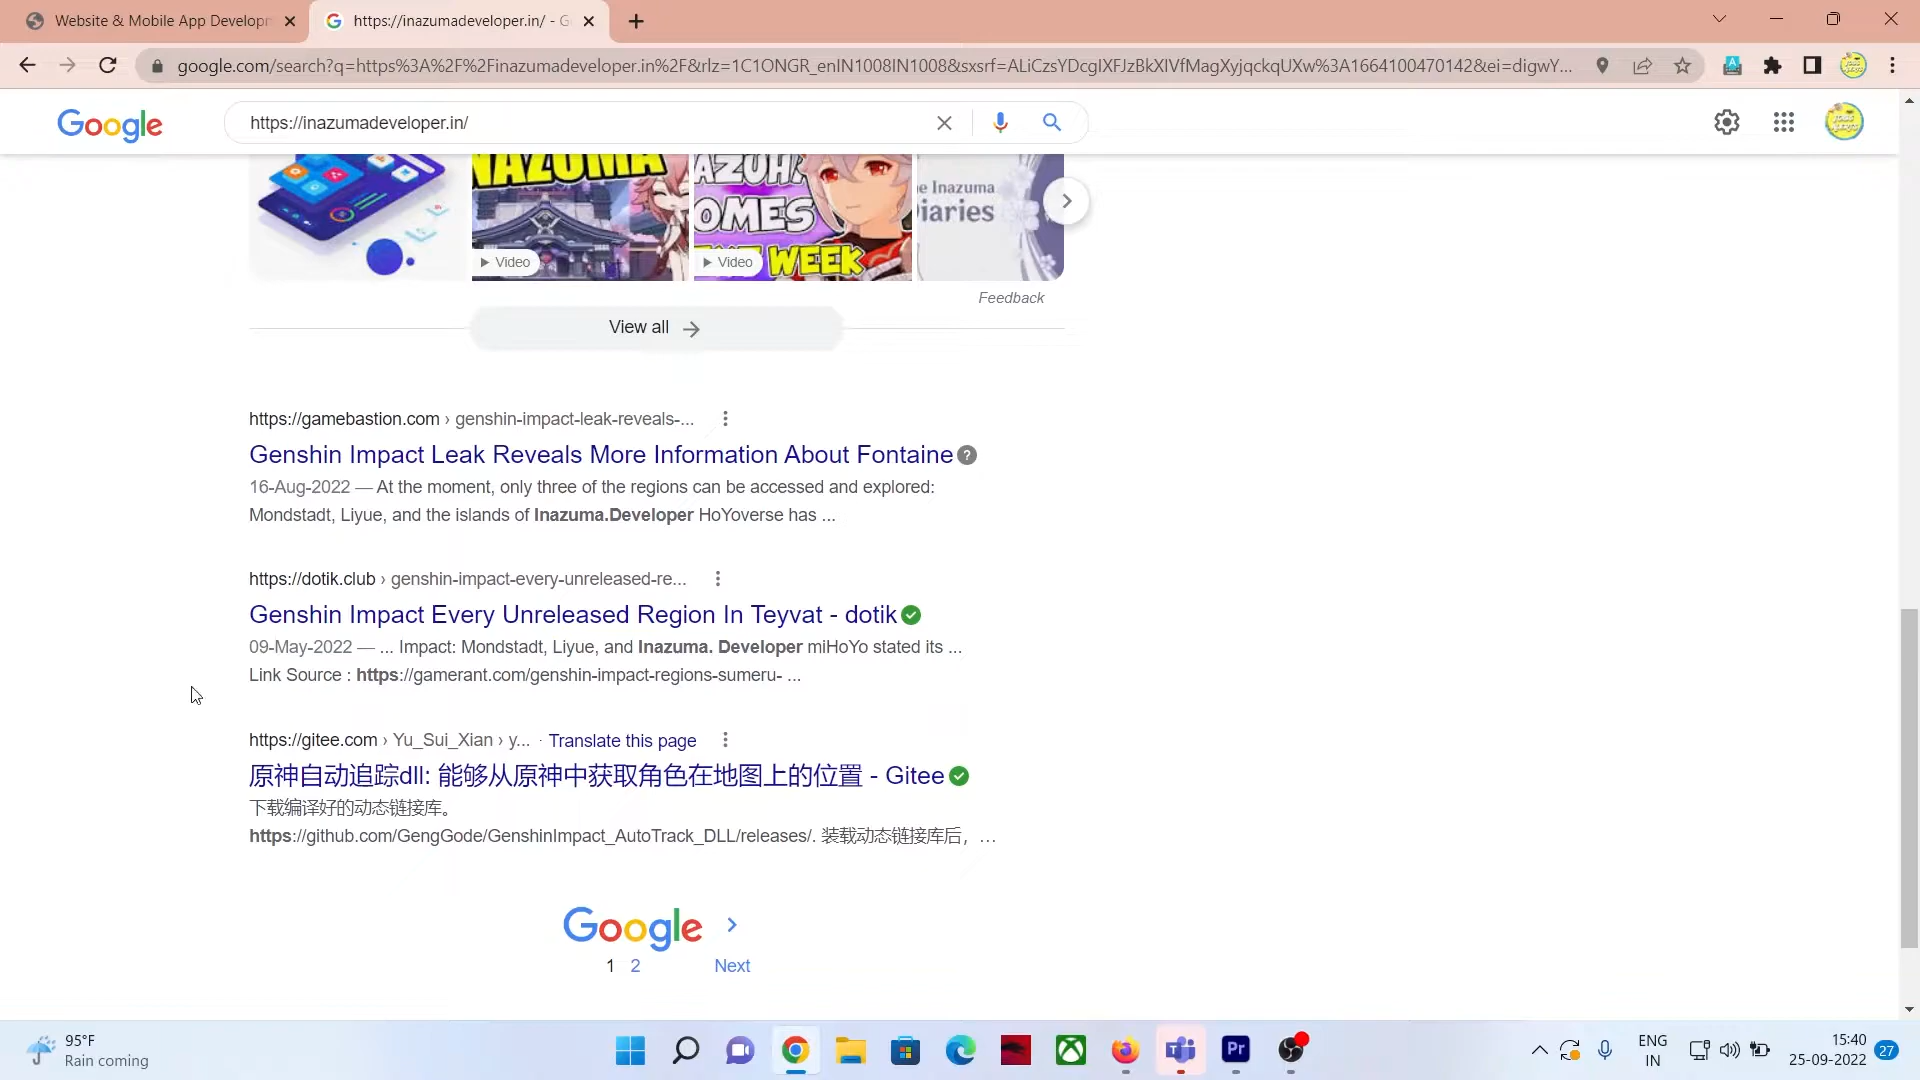 Website & Mobile App Develop
https://inazumadeveloper.in/ - G
google.com/search?q=https%3A%2F%2Finazumadeveloper.in%2F&rlz=1C1ONGR_enIN1008IN1008&sxsrf=ALiCzsYDcgIXFJzBkXIVfMagXyjqckqUXw%3A1664100470142&ei=digwY...
Google
https://inazumadeveloper.in/
INAZUMA
OMES
WEEK
e Inazuma
iaries
Video
Video
Feedback
View all
https://gamebastion.com › genshin-impact-leak-reveals-...
Genshin Impact Leak Reveals More Information About Fontaine
16-Aug-2022 — At the moment, only three of the regions can be accessed and explored:
Mondstadt, Liyue, and the islands of Inazuma.Developer HoYoverse has ...
https://dotik.club › genshin-impact-every-unreleased-re...
Genshin Impact Every Unreleased Region In Teyvat - dotik
09-May-2022 — ... Impact: Mondstadt, Liyue, and Inazuma. Developer miHoYo stated its ...
Link Source : https://gamerant.com/genshin-impact-regions-sumeru- ...
https://gitee.com › Yu_Sui_Xian › y... · Translate this page
原神自动追踪dll: 能够从原神中获取角色在地图上的位置 - Gitee
下载编译好的动态链接库。
https://github.com/GengGode/GenshinImpact_AutoTrack_DLL/releases/. 装载动态链接库后， ...
Google
1 2 Next
95°F
Rain coming
Pr
ENG
IN
15:40
25-09-2022
27